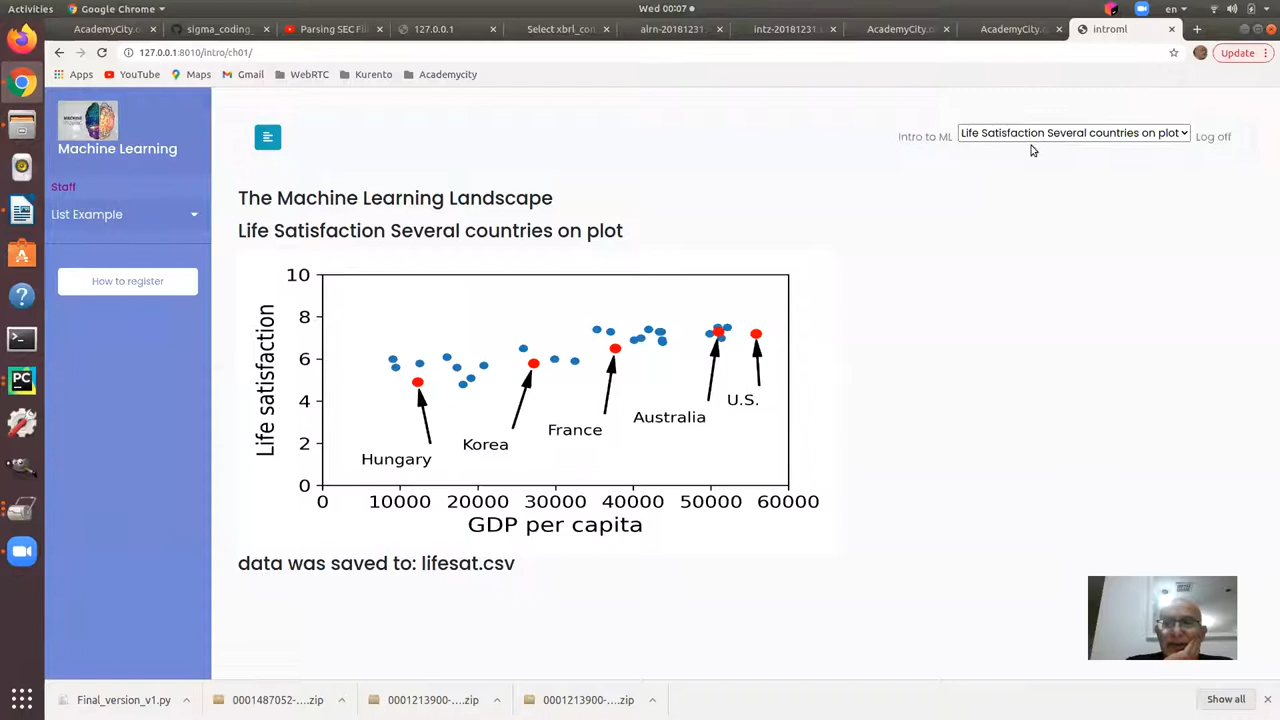 Activities
Google Chrome
Wed 00:07
en
AcademyCity.o
sigma_coding_
Parsing SEC Fil
127.0.0.1
Select xbrl_con
alrn-20181231.
intz-20181231.
AcademyCity.o
AcademyCity.o
introml
127.0.0.1:8010/intro/ch01/
Update
Apps
YouTube
Maps
Gmail
WebRTC
Kurento
Academycity
MACHINE
Machine Learning
Staff
List Example
How to register
Intro to ML
Life Satisfaction Several countries on plot
Log off
The Machine Learning Landscape
Life Satisfaction Several countries on plot
Life satisfaction
10
8
6
4
2
0
Hungary
Korea
France
Australia
U.S.
0 10000 20000 30000 40000 50000 60000
GDP per capita
data was saved to: lifesat.csv
PC
Final_version_v1.py
0001487052-....zip
0001213900-....zip
0001213900-....zip
Show all